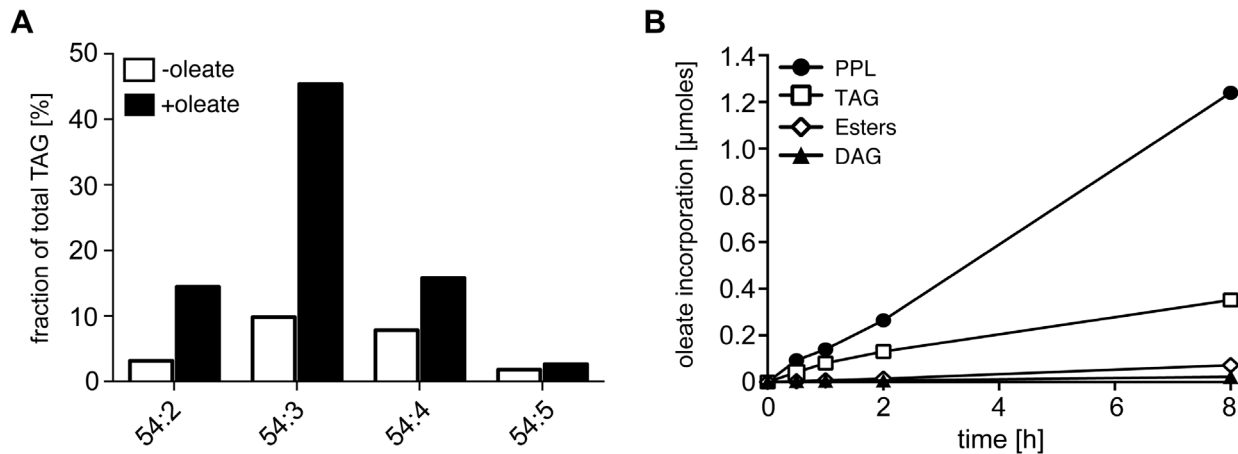 A
fraction of total TAG [%]
50
40
30
20
10
0
-oleate
+oleate
54:2
54:3
54:4
54:5
B
oleate incorporation [µmoles]
1.4
1.2
1.0
0.8
0.6
0.4
0.2
0
PPL
TAG
Esters
DAG
0
2
4
6
8
time [h]